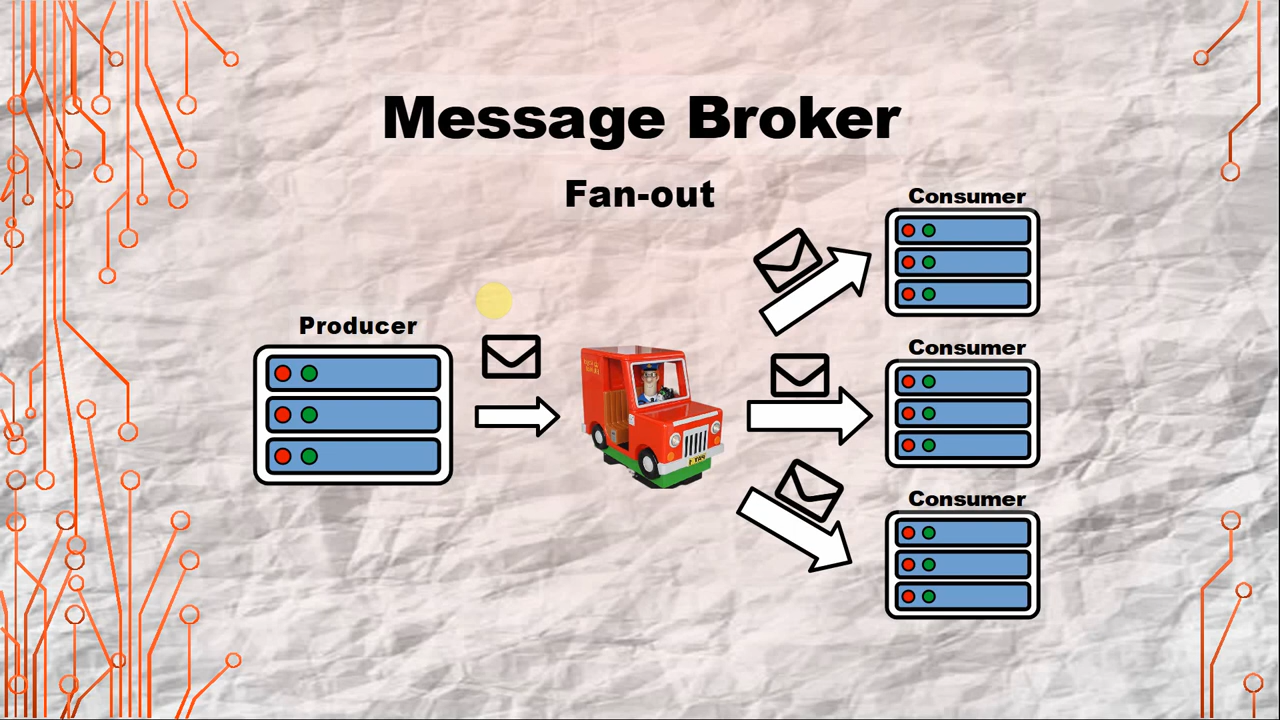 Message Broker
Fan-out
Consumer
Producer
Consumer
Consumer